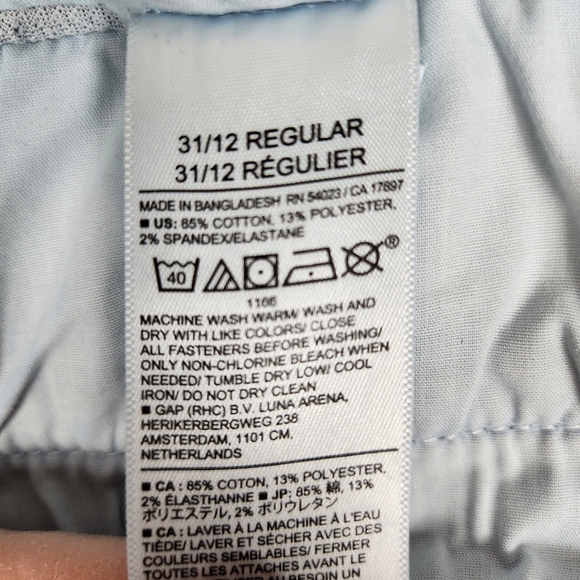 31/12 REGULAR
31/12 RÉGULIER
MADE IN BANGLADESH RN 54023 / CA 17897
■ US: 85% COTTON, 13% POLYESTER,
2% SPANDEX/ELASTANE
40
®
1166
MACHINE WASH WARM/ WASH AND
DRY WITH LIKE COLORS/ CLOSE
ALL FASTENERS BEFORE WASHING/
ONLY NON-CHLORINE BLEACH WHEN
NEEDED/ TUMBLE DRY LOW/ COOL
IRON/ DO NOT DRY CLEAN
■ GAP (RHC) B.V. LUNA ARENA,
HERIKERBERGWEG 238
AMSTERDAM, 1101 CM,
NETHERLANDS
■ CA : 85% COTON, 13% POLYESTER,
2% ÉLASTHANNE ■ JP: 85% 綿, 13%
ポリエステル, 2% ポリウレタン
■ CA : LAVER À LA MACHINE À L'EAU
TIÈDE/ LAVER ET SÉCHER AVEC DES
COULEURS SEMBLABLES/ FERMER
TOUTES LES ATTACHES AVANT DE
BESOIN UN